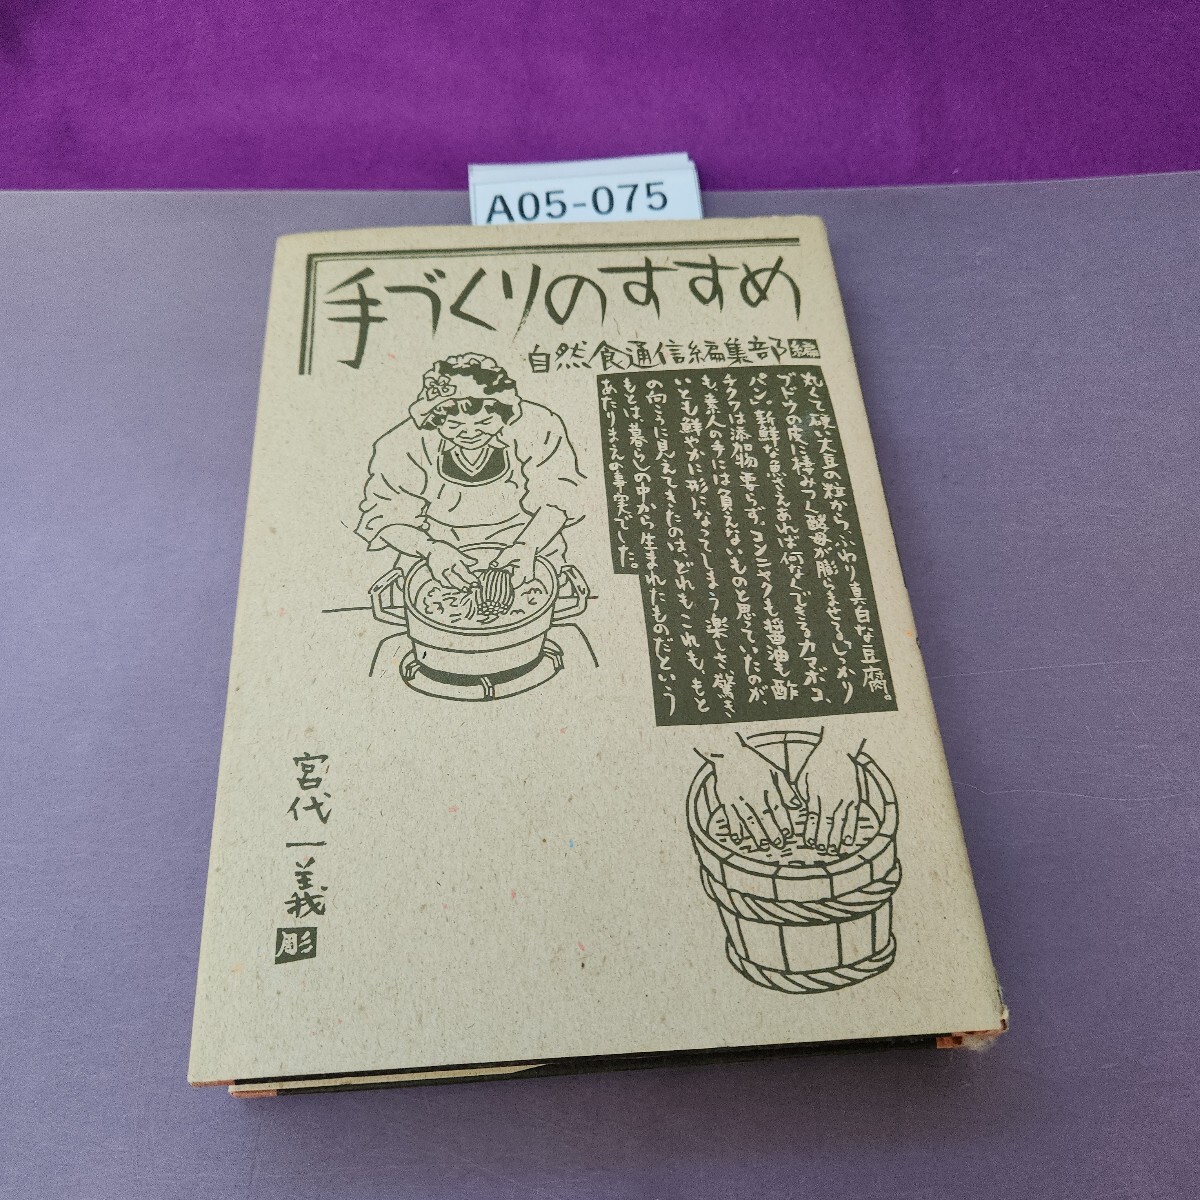 A05-075
手づくりのすすめ
自然食通信編集部編
丸くて硬い大豆の粒から、ふわり真白な豆腐。
ブドウの皮に棲みつく酵母が膨らませる「しっかり
パン」。新鮮な魚さえあれば何なくできるカマボコ、
チクワは添加物要らず。コンニャクも醤油も酢
も、素人の手には負えないものと思っていたのが、
いとも鮮やかに形になってしまう楽しさ、驚き、
の向こうに見えてきたのは、どれもこれも、もと
もとは、暮らしの中から生まれたものだという
あたりまえの事実でした。
宮代一義彫